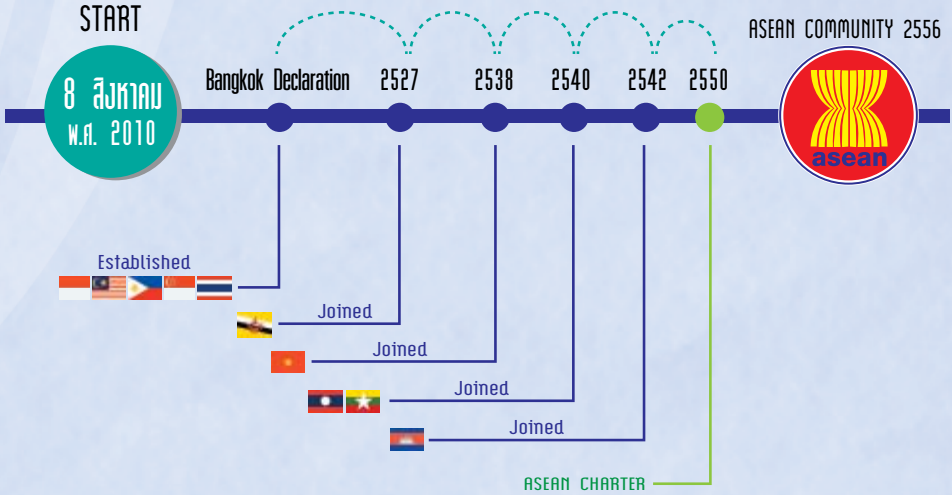 START
8 สิงหาคม
พ.ศ. 2010
Bangkok Declaration
2527
2538
2540
2542
2550
ASEAN COMMUNITY 2556
asean
Established
Joined
Joined
Joined
Joined
ASEAN CHARTER